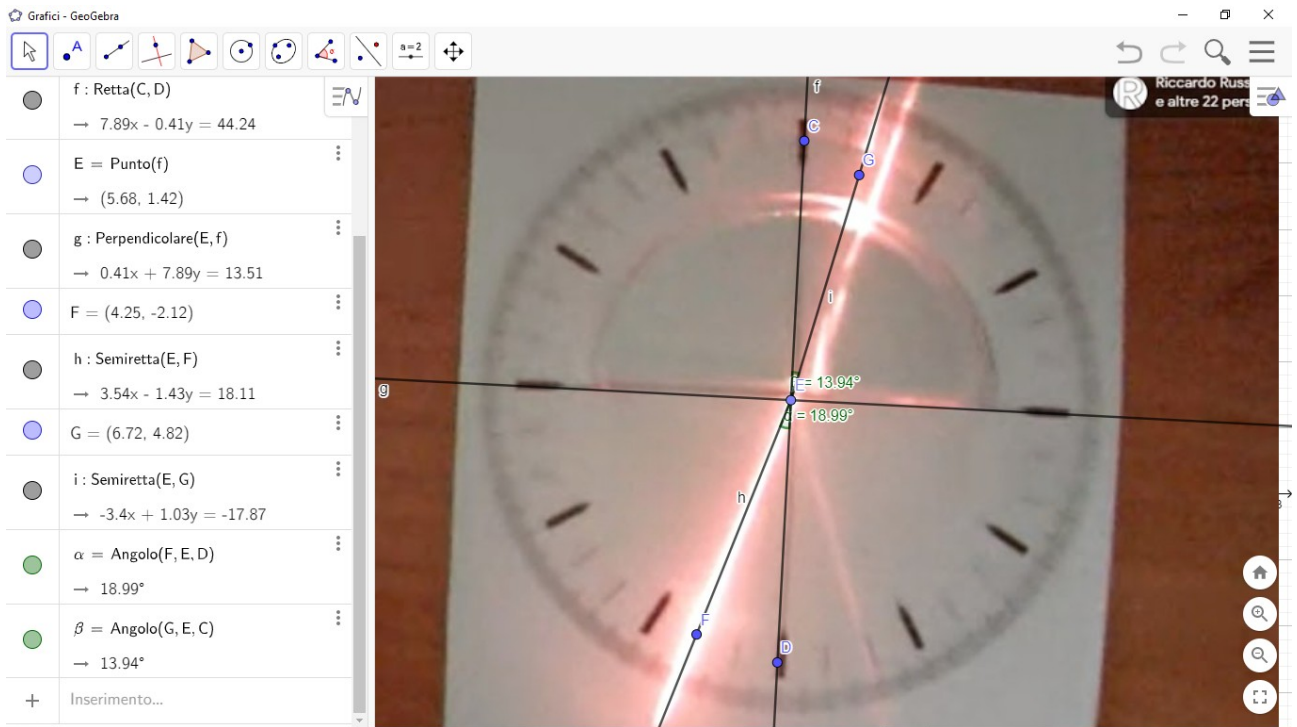 Grafici - GeoGebra
A
a=2
f : Retta(C, D)
→ 7.89x - 0.41y = 44.24
E = Punto(f)
→ (5.68, 1.42)
g : Perpendicolare(E, f)
→ 0.41x + 7.89y = 13.51
F = (4.25, -2.12)
h : Semiretta(E, F)
→ 3.54x - 1.43y = 18.11
G = (6.72, 4.82)
i : Semiretta(E, G)
→ -3.4x + 1.03y = -17.87
α = Angolo(F, E, D)
→ 18.99°
β = Angolo(G, E, C)
→ 13.94°
+ Inserimento...
f
Riccardo Russ
R
e altre 22 pers
C
G
i
g
E = 13.94°
= 18.99°
h
F
D